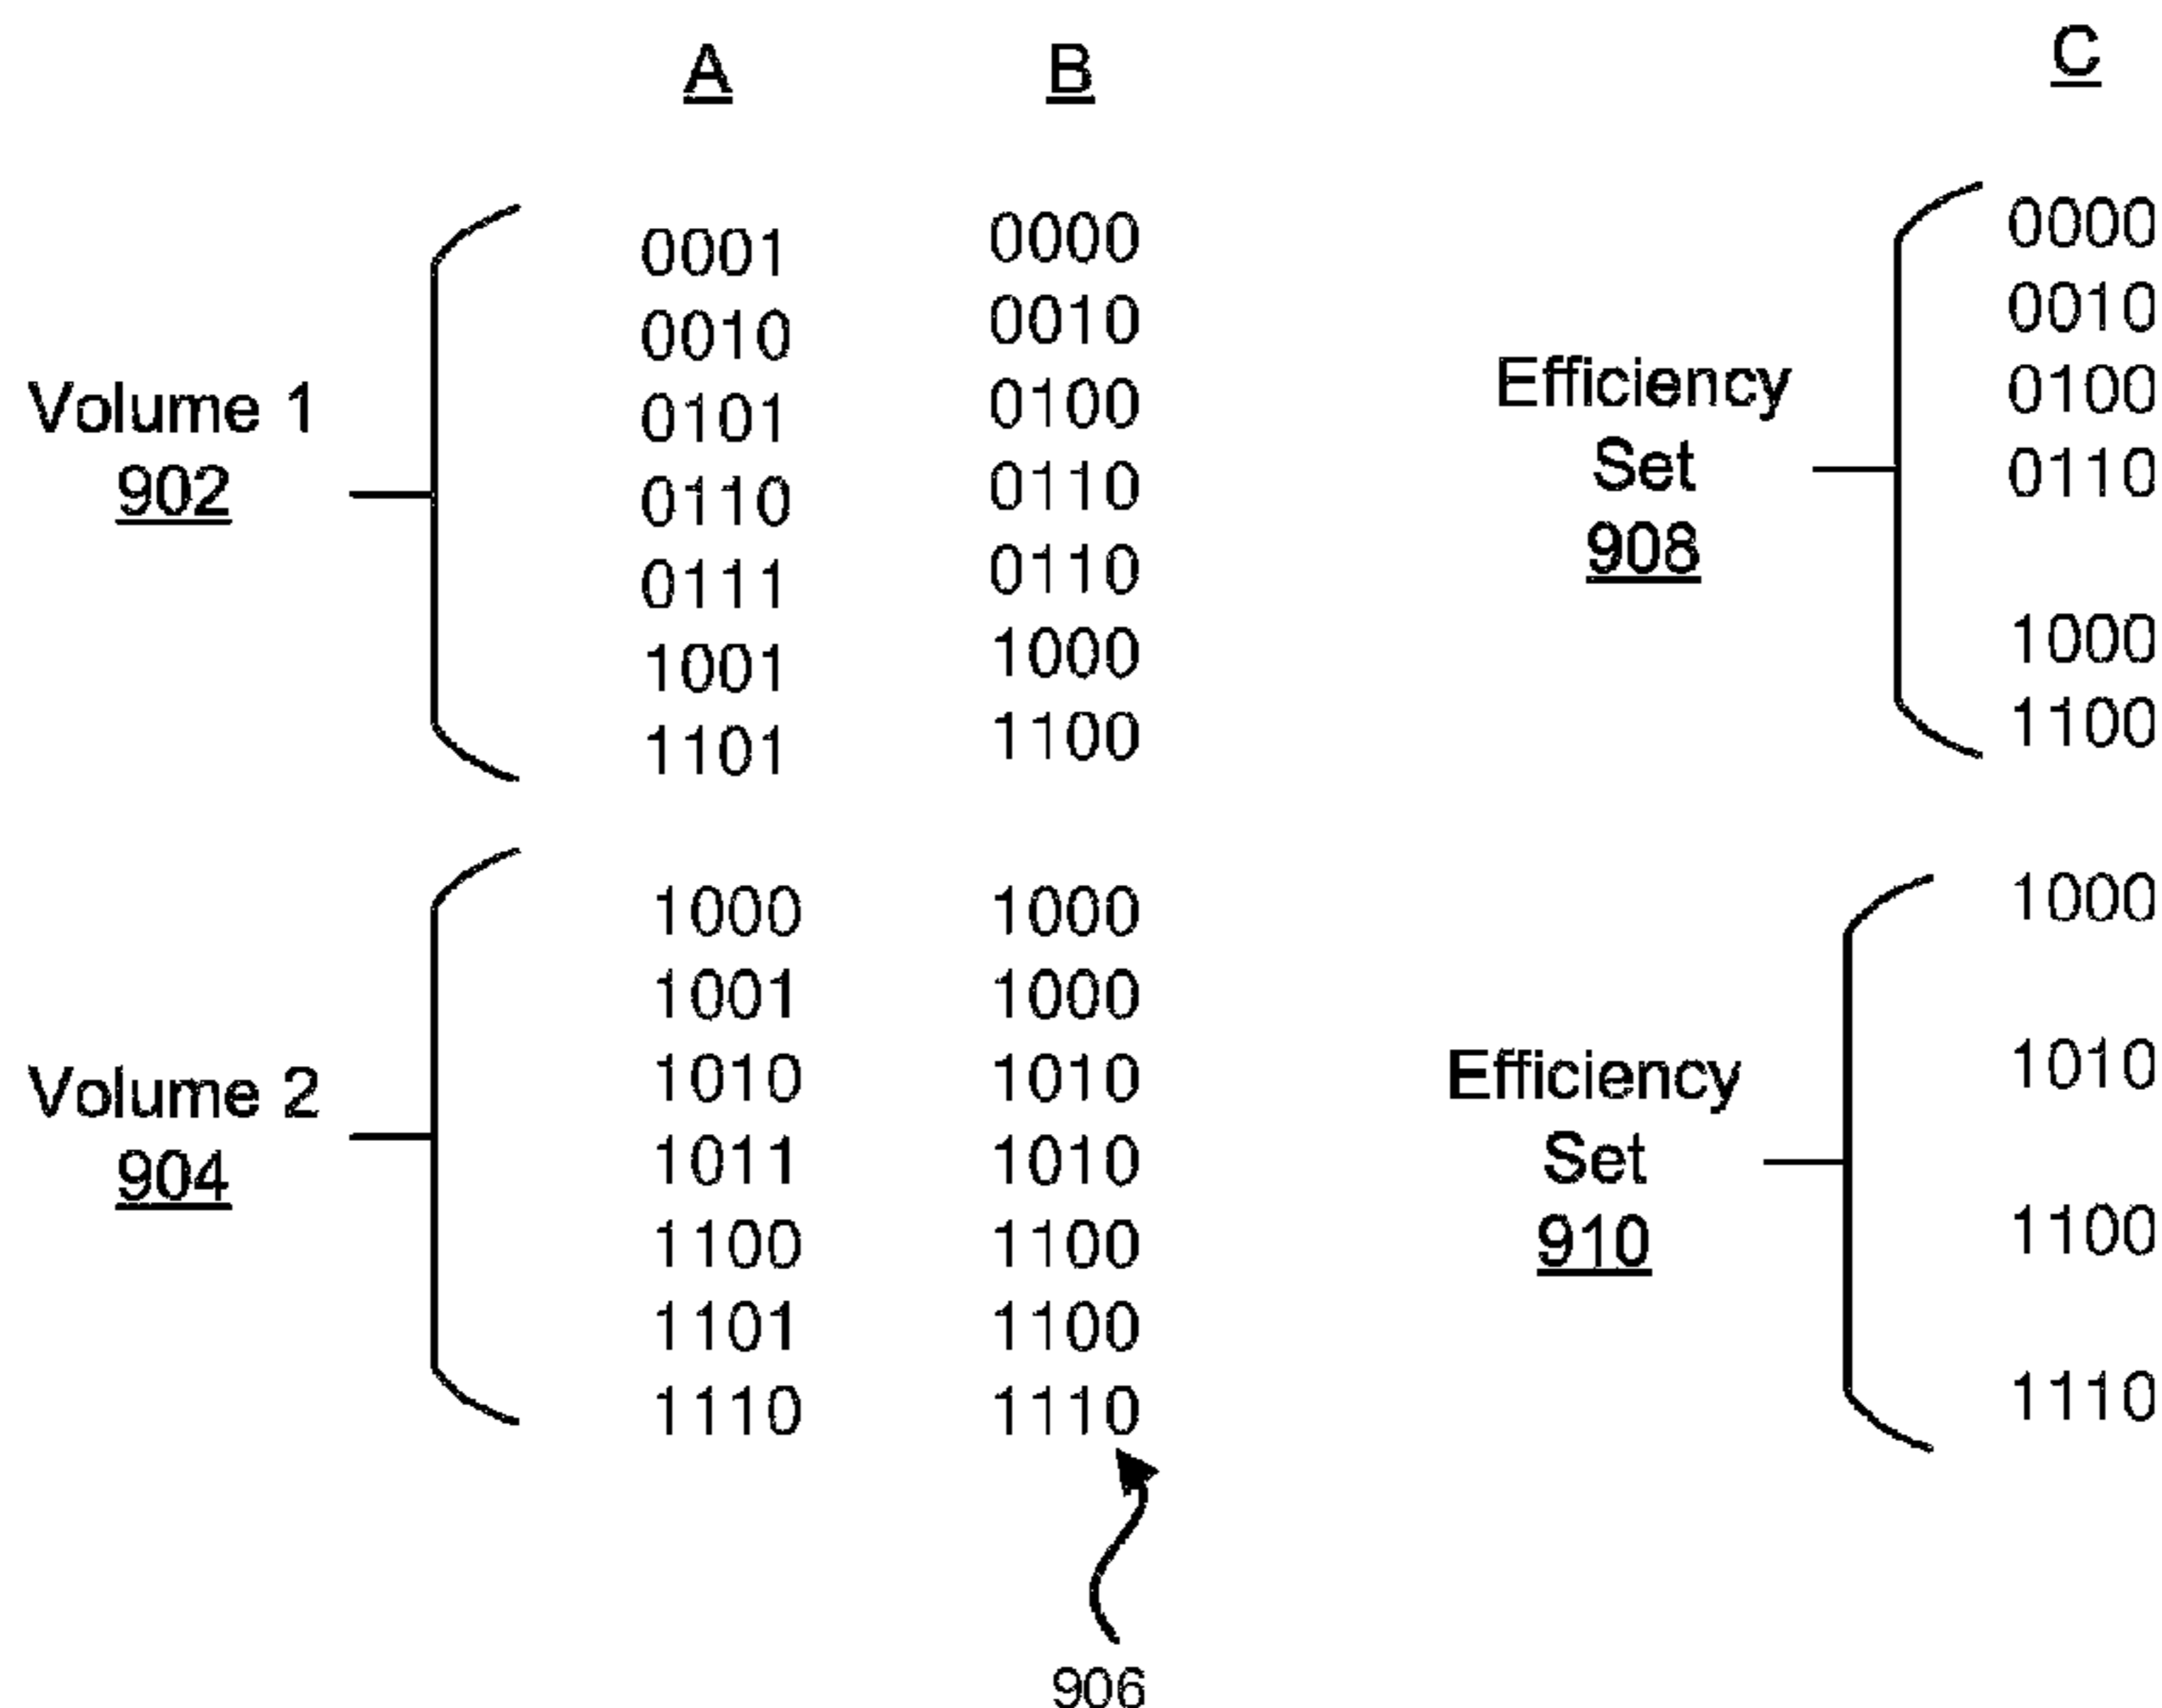 A B C
0001 0000 0000
0010 0010 0010
Volume 1 0101 0100 Efficiency 0100
902 0110 0110 Set 0110
0111 0110 908
1001 1000 1000
1101 1100 1100
1000 1000 1000
1001 1000
Volume 2 1010 1010 Efficiency 1010
904 1011 1010 Set
1100 1100 910 1100
1101 1100
1110 1110 1110
906